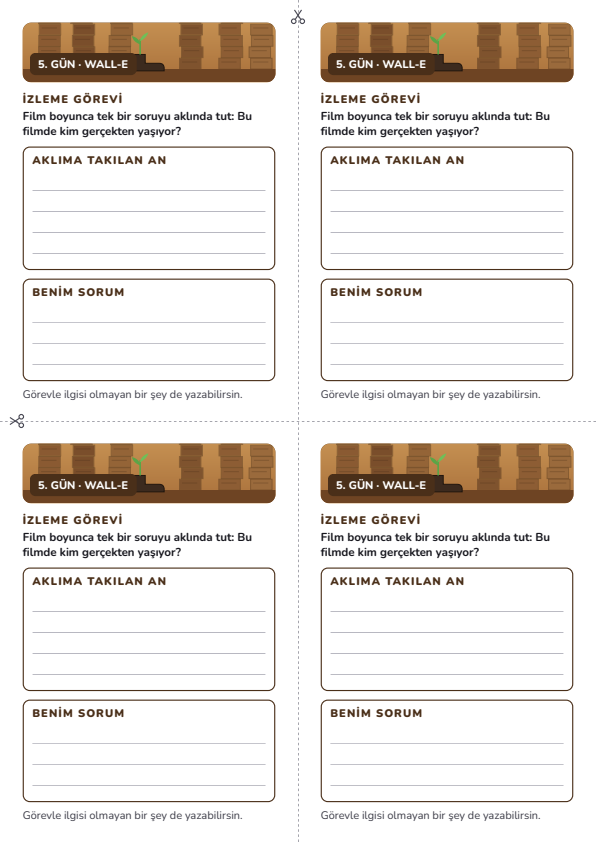 5. GÜN · WALL-E
İZLEME GÖREVİ
Film boyunca tek bir soruyu aklında tut: Bu
filmde kim gerçekten yaşıyor?
AKLIMA TAKILAN AN
BENİM SORUM
Görevle ilgisi olmayan bir şey de yazabilirsin.
5. GÜN · WALL-E
İZLEME GÖREVİ
Film boyunca tek bir soruyu aklında tut: Bu
filmde kim gerçekten yaşıyor?
AKLIMA TAKILAN AN
BENİM SORUM
Görevle ilgisi olmayan bir şey de yazabilirsin.
5. GÜN · WALL-E
İZLEME GÖREVİ
Film boyunca tek bir soruyu aklında tut: Bu
filmde kim gerçekten yaşıyor?
AKLIMA TAKILAN AN
BENİM SORUM
Görevle ilgisi olmayan bir şey de yazabilirsin.
5. GÜN · WALL-E
İZLEME GÖREVİ
Film boyunca tek bir soruyu aklında tut: Bu
filmde kim gerçekten yaşıyor?
AKLIMA TAKILAN AN
BENİM SORUM
Görevle ilgisi olmayan bir şey de yazabilirsin.